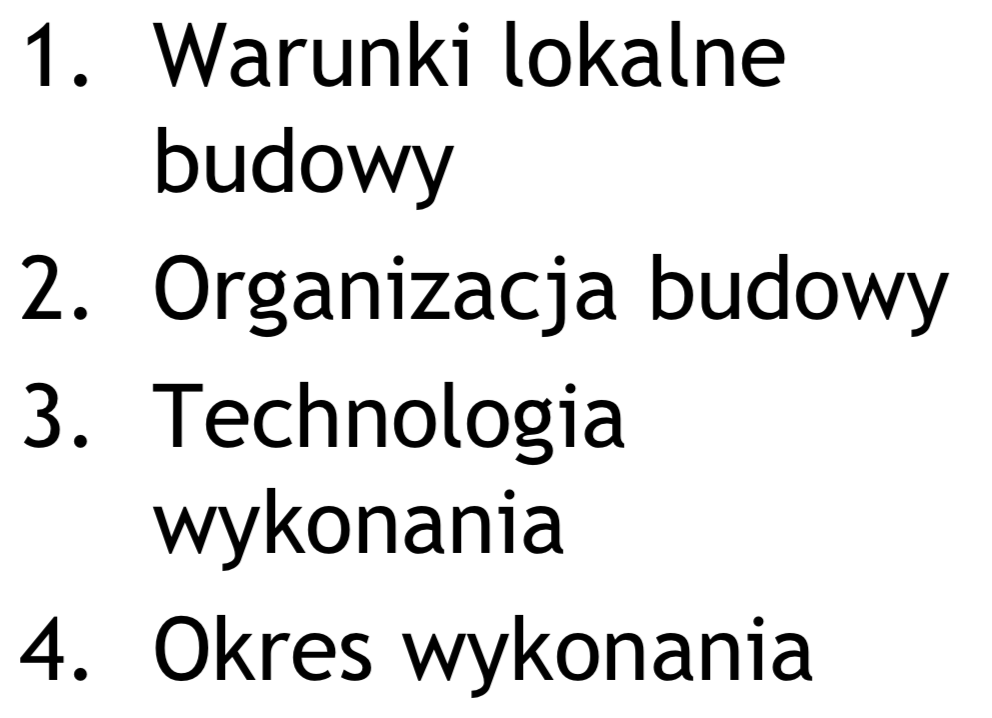 1. Warunki lokalne
budowy
2. Organizacja budowy
3. Technologia
wykonania
4. Okres wykonania